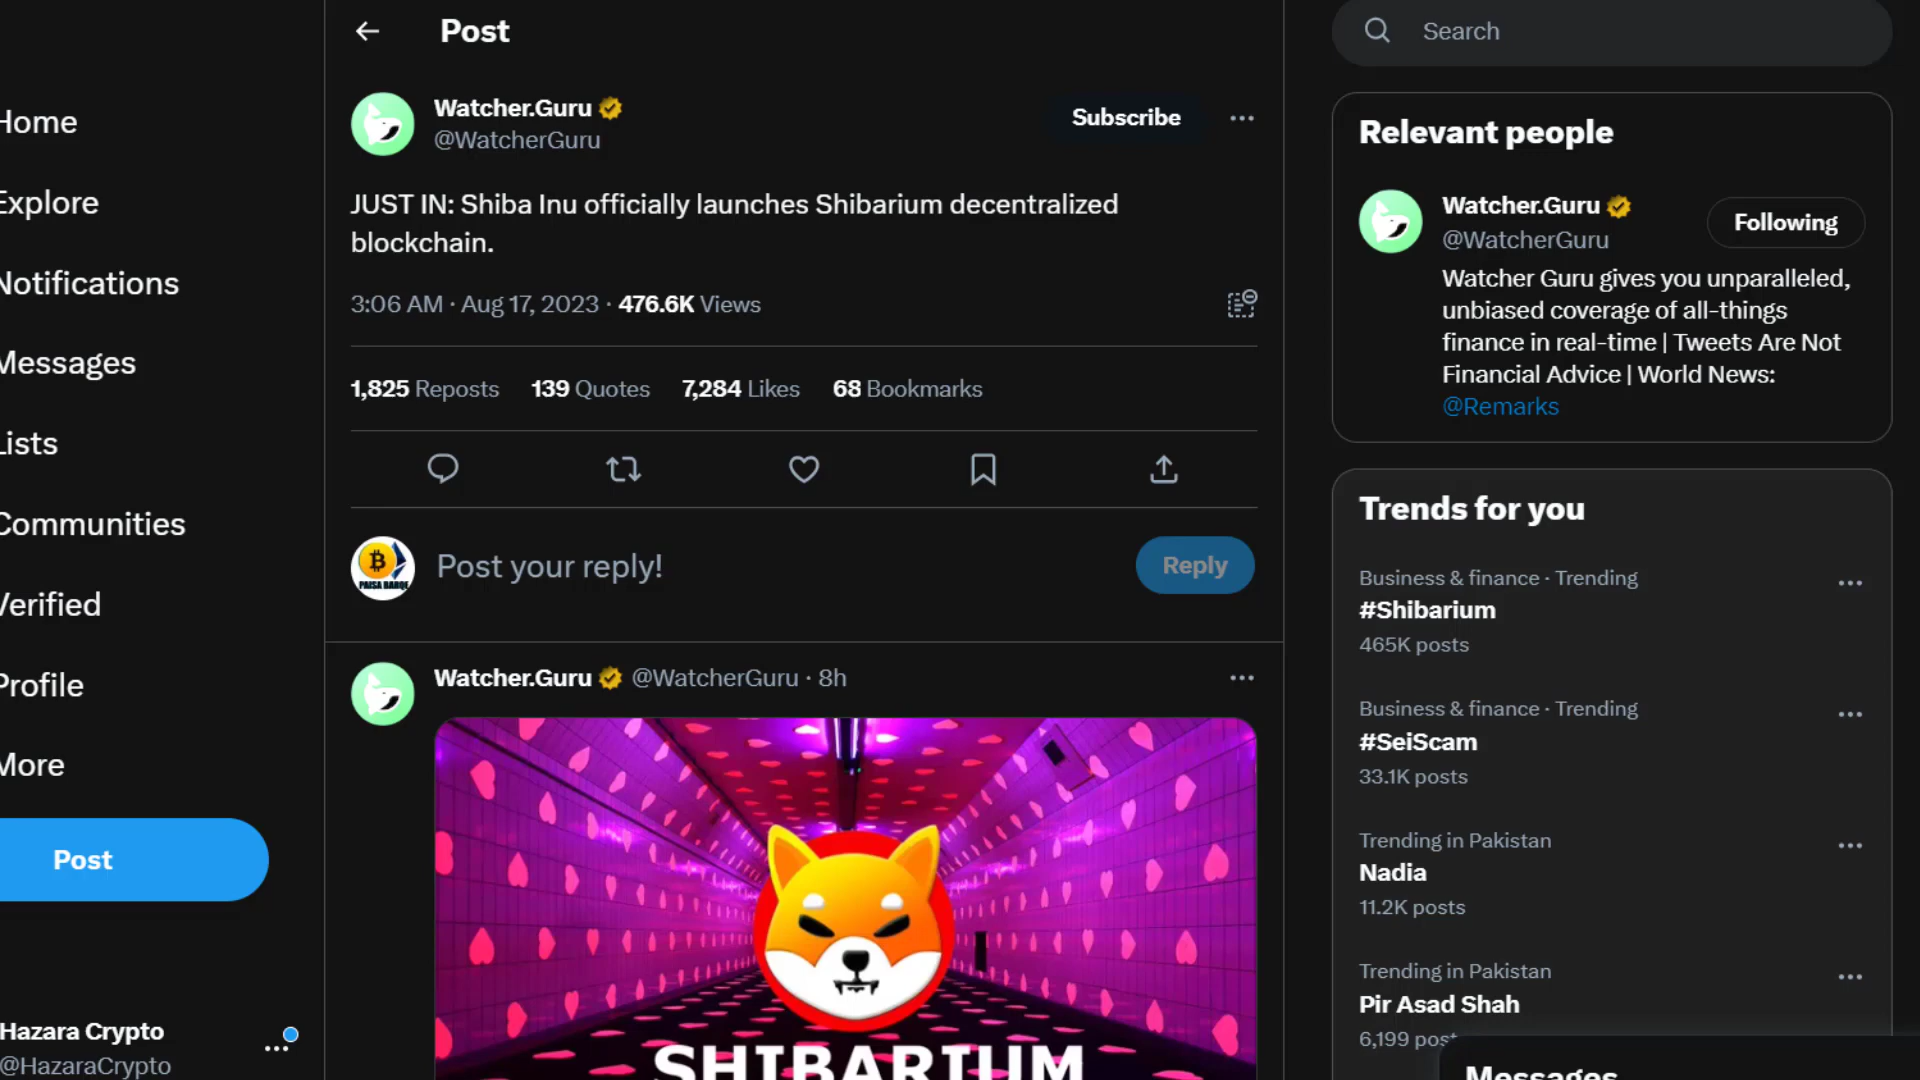 Home
Explore
Notifications
Messages
Lists
Communities
Verified
Profile
More
Post
Hazara Crypto
@HazaraCrypto
Post
Watcher.Guru
@WatcherGuru
Subscribe
JUST IN: Shiba Inu officially launches Shibarium decentralized
blockchain.
3:06 AM · Aug 17, 2023 · 476.6K Views
1,825 Reposts 139 Quotes 7,284 Likes 68 Bookmarks
PAISA BARQE
Post your reply!
Reply
Watcher.Guru @WatcherGuru · 8h
SHIBARIUM
Search
Relevant people
Watcher.Guru
@WatcherGuru
Following
Watcher Guru gives you unparalleled,
unbiased coverage of all-things
finance in real-time | Tweets Are Not
Financial Advice | World News:
@Remarks
Trends for you
Business & finance · Trending
#Shibarium
465K posts
Business & finance · Trending
#SeiScam
33.1K posts
Trending in Pakistan
Nadia
11.2K posts
Trending in Pakistan
Pir Asad Shah
6,199 post
Messages